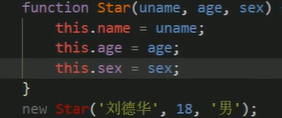 function Star(uname, age, sex) {
this.name = uname;
this.age = age;
this.sex = sex;
}
new Star('刘德华', 18, '男');